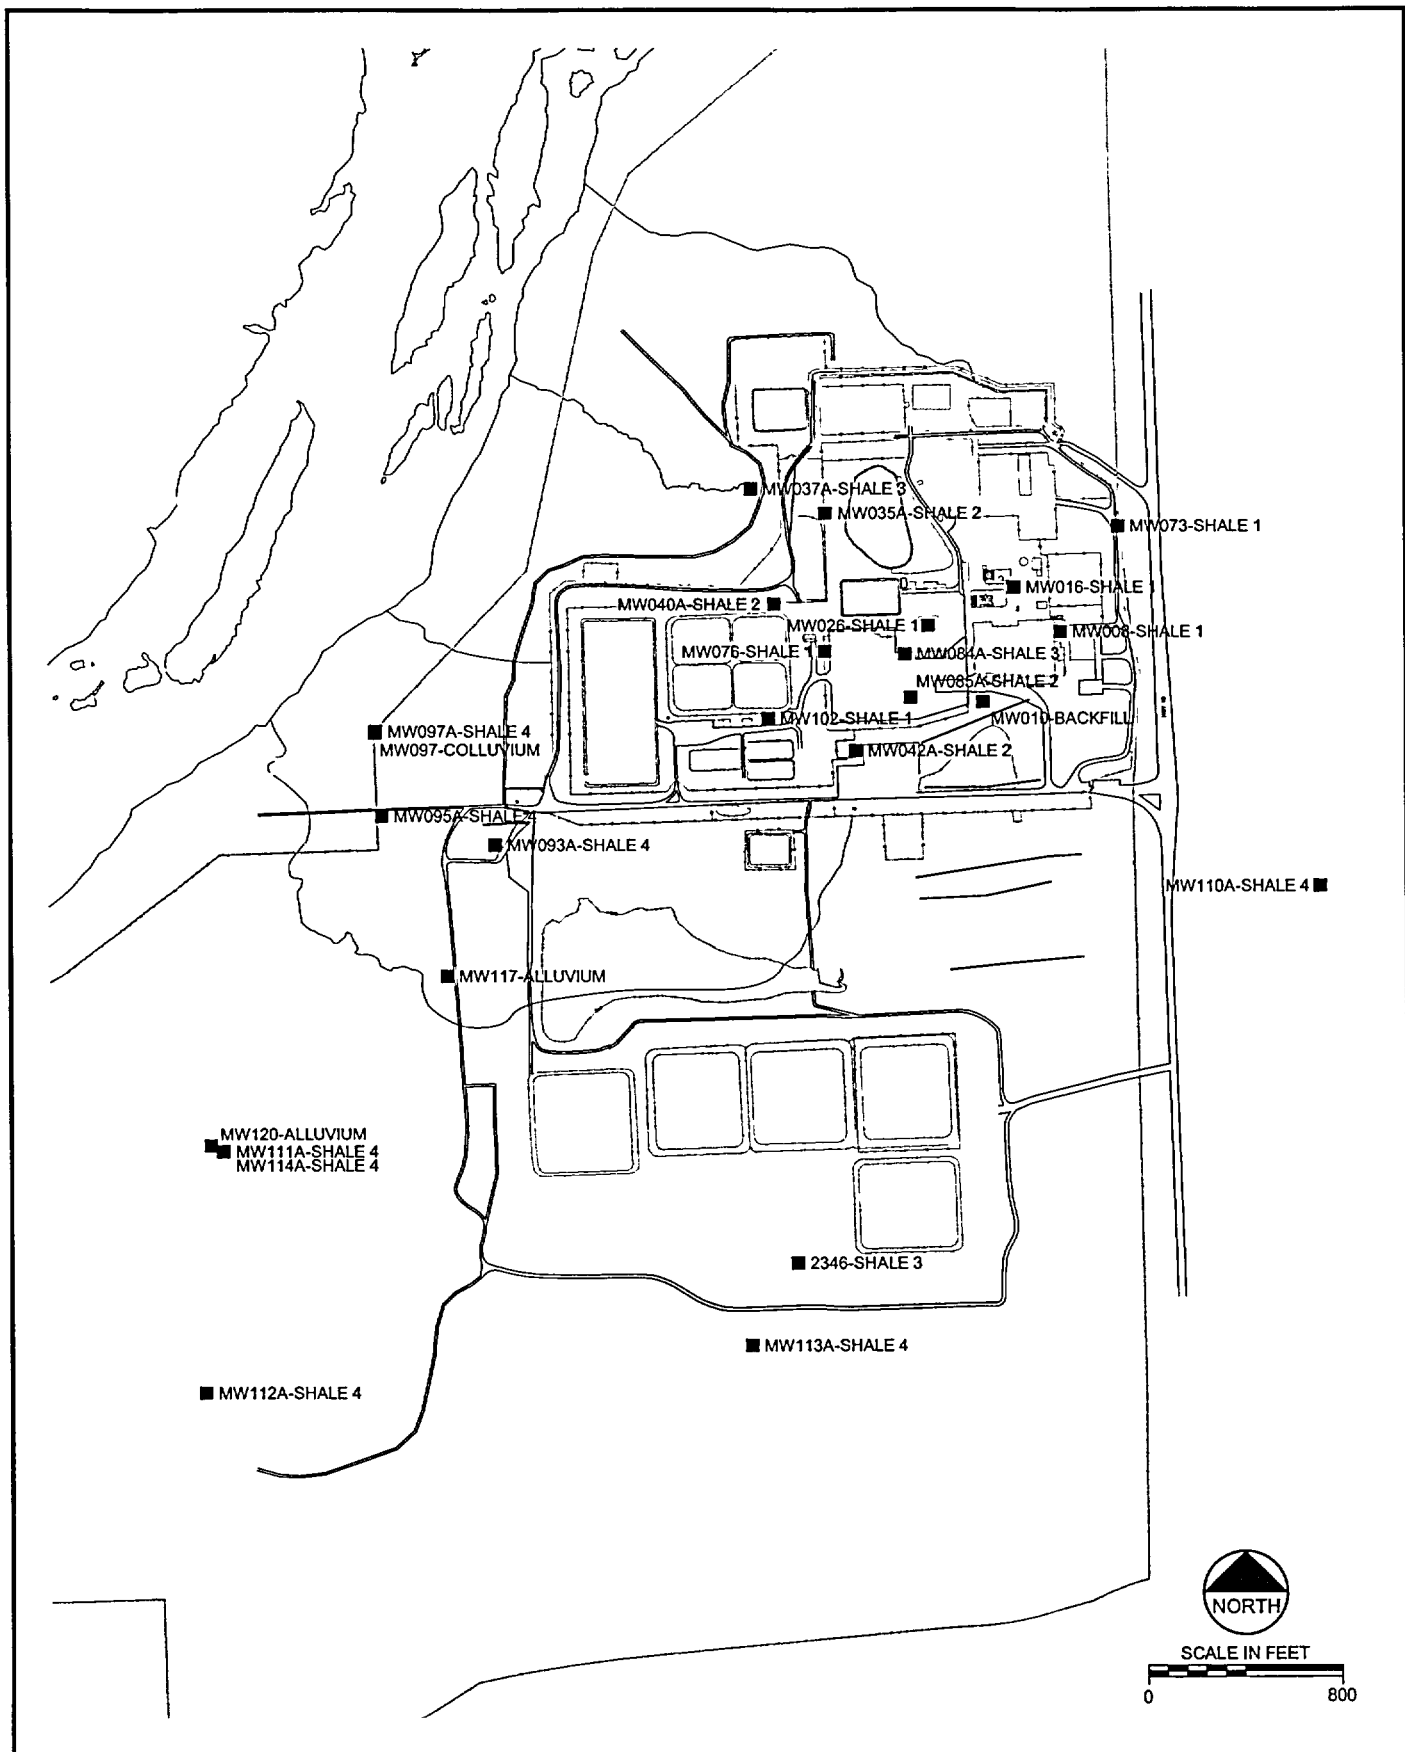 MW037A-SHALE 3
MW035A-SHALE 2
MW073-SHALE 1
MW016-SHALE 1
MW040A-SHALE 2
MW026-SHALE 1
MW008-SHALE 1
MW076-SHALE 1
MW084A-SHALE 3
MW085A-SHALE 2
MW010-BACKFILL
MW102-SHALE 1
MW097A-SHALE 4
MW097-COLLUVIUM
MW042A-SHALE 2
MW095A-SHALE 4
MW093A-SHALE 4
MW110A-SHALE 4
MW117-ALLUVIUM
MW120-ALLUVIUM
MW111A-SHALE 4
MW114A-SHALE 4
2346-SHALE 3
MW113A-SHALE 4
MW112A-SHALE 4
NORTH
SCALE IN FEET
0 800